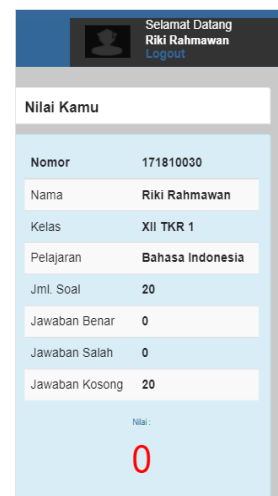 Selamat Datang
Riki Rahmawan
Logout
Nilai Kamu
Nomor 171810030
Nama Riki Rahmawan
Kelas XII TKR 1
Pelajaran Bahasa Indonesia
Jml. Soal 20
Jawaban Benar 0
Jawaban Salah 0
Jawaban Kosong 20
Nilai :
0